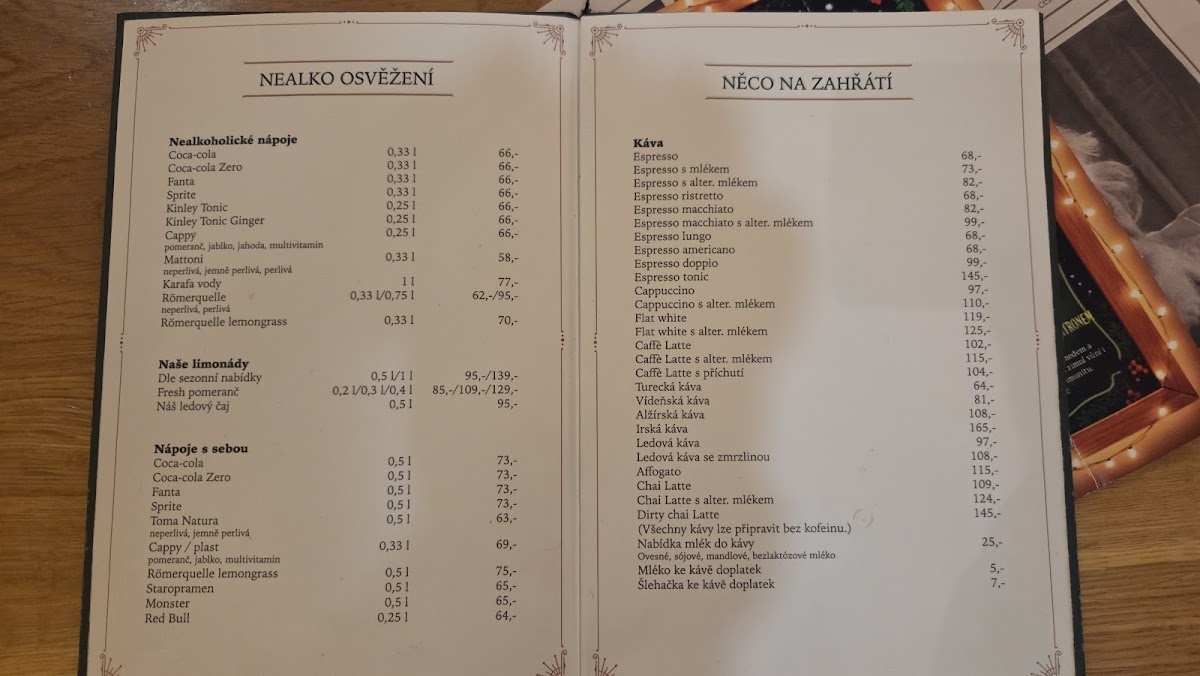 NEALKO OSVĚŽENÍ
Nealkoholické nápoje
Coca-cola 0,33 l 66,-
Coca-cola Zero 0,33 l 66,-
Fanta 0,33 l 66,-
Sprite 0,33 l 66,-
Kinley Tonic 0,25 l 66,-
Kinley Tonic Ginger 0,25 l 66,-
Cappy 0,25 l 66,-
pomeranč, jablko, jahoda, multivitamin
Mattoni 0,33 l 58,-
neperlivá, jemně perlivá, perlivá
Karafa vody 1 l 77,-
Römerquelle 0,33 l/0,75 l 62,-/95,-
neperlivá, perlivá
Römerquelle lemongrass 0,33 l 70,-
Naše limonády
Dle sezonní nabídky 0,5 l/1 l 95,-/139,-
Fresh pomeranč 0,2 l/0,3 l/0,4 l 85,-/109,-/129,-
Náš ledový čaj 0,5 l 95,-
Nápoje s sebou
Coca-cola 0,5 l 73,-
Coca-cola Zero 0,5 l 73,-
Fanta 0,5 l 73,-
Sprite 0,5 l 73,-
Toma Natura 0,5 l 63,-
neperlivá, jemně perlivá
Cappy / plast 0,33 l 69,-
pomeranč, jablko, multivitamin
Römerquelle lemongrass 0,5 l 75,-
Staropramen 0,5 l 65,-
Monster 0,5 l 65,-
Red Bull 0,25 l 64,-
NĚCO NA ZAHŘÁTÍ
Káva
Espresso 68,-
Espresso s mlékem 73,-
Espresso s alter. mlékem 82,-
Espresso ristretto 68,-
Espresso macchiato 82,-
Espresso macchiato s alter. mlékem 99,-
Espresso lungo 68,-
Espresso americano 68,-
Espresso doppio 99,-
Espresso tonic 145,-
Cappuccino 97,-
Cappuccino s alter. mlékem 110,-
Flat white 119,-
Flat white s alter. mlékem 125,-
Caffè Latte 102,-
Caffè Latte s alter. mlékem 115,-
Caffè Latte s příchutí 104,-
Turecká káva 64,-
Vídeňská káva 81,-
Alžírská káva 108,-
Irská káva 165,-
Ledová káva 97,-
Ledová káva se zmrzlinou 108,-
Affogato 115,-
Chai Latte 109,-
Chai Latte s alter. mlékem 124,-
Dirty chai Latte 145,-
(Všechny kávy lze připravit bez kofeinu.)
Nabídka mlék do kávy 25,-
Ovesné, sójové, mandlové, bezlaktózové mléko
Mléko ke kávě doplatek 5,-
Šlehačka ke kávě doplatek 7,-